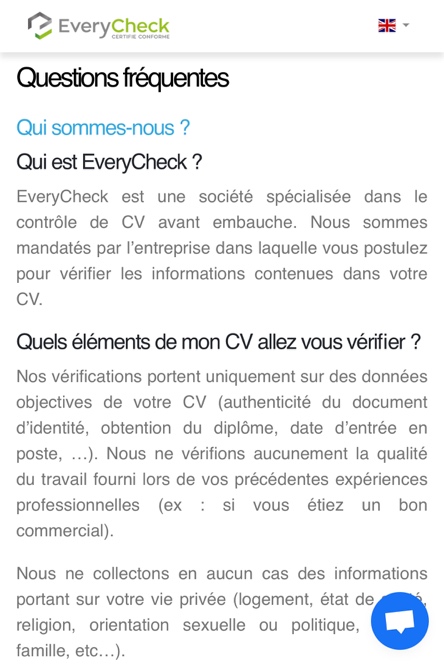 EveryCheck
CERTIFIÉ CONFORME
Questions fréquentes
Qui sommes-nous ?
Qui est EveryCheck ?
EveryCheck est une société spécialisée dans le
contrôle de CV avant embauche. Nous sommes
mandatés par l’entreprise dans laquelle vous postulez
pour vérifier les informations contenues dans votre
CV.
Quels éléments de mon CV allez vous vérifier ?
Nos vérifications portent uniquement sur des données
objectives de votre CV (authenticité du document
d’identité, obtention du diplôme, date d’entrée en
poste, …). Nous ne vérifions aucunement la qualité
du travail fourni lors de vos précédentes expériences
professionnelles (ex : si vous étiez un bon
commercial).
Nous ne collectons en aucun cas des informations
portant sur votre vie privée (logement, état de
religion, orientation sexuelle ou politique,
famille, etc…).